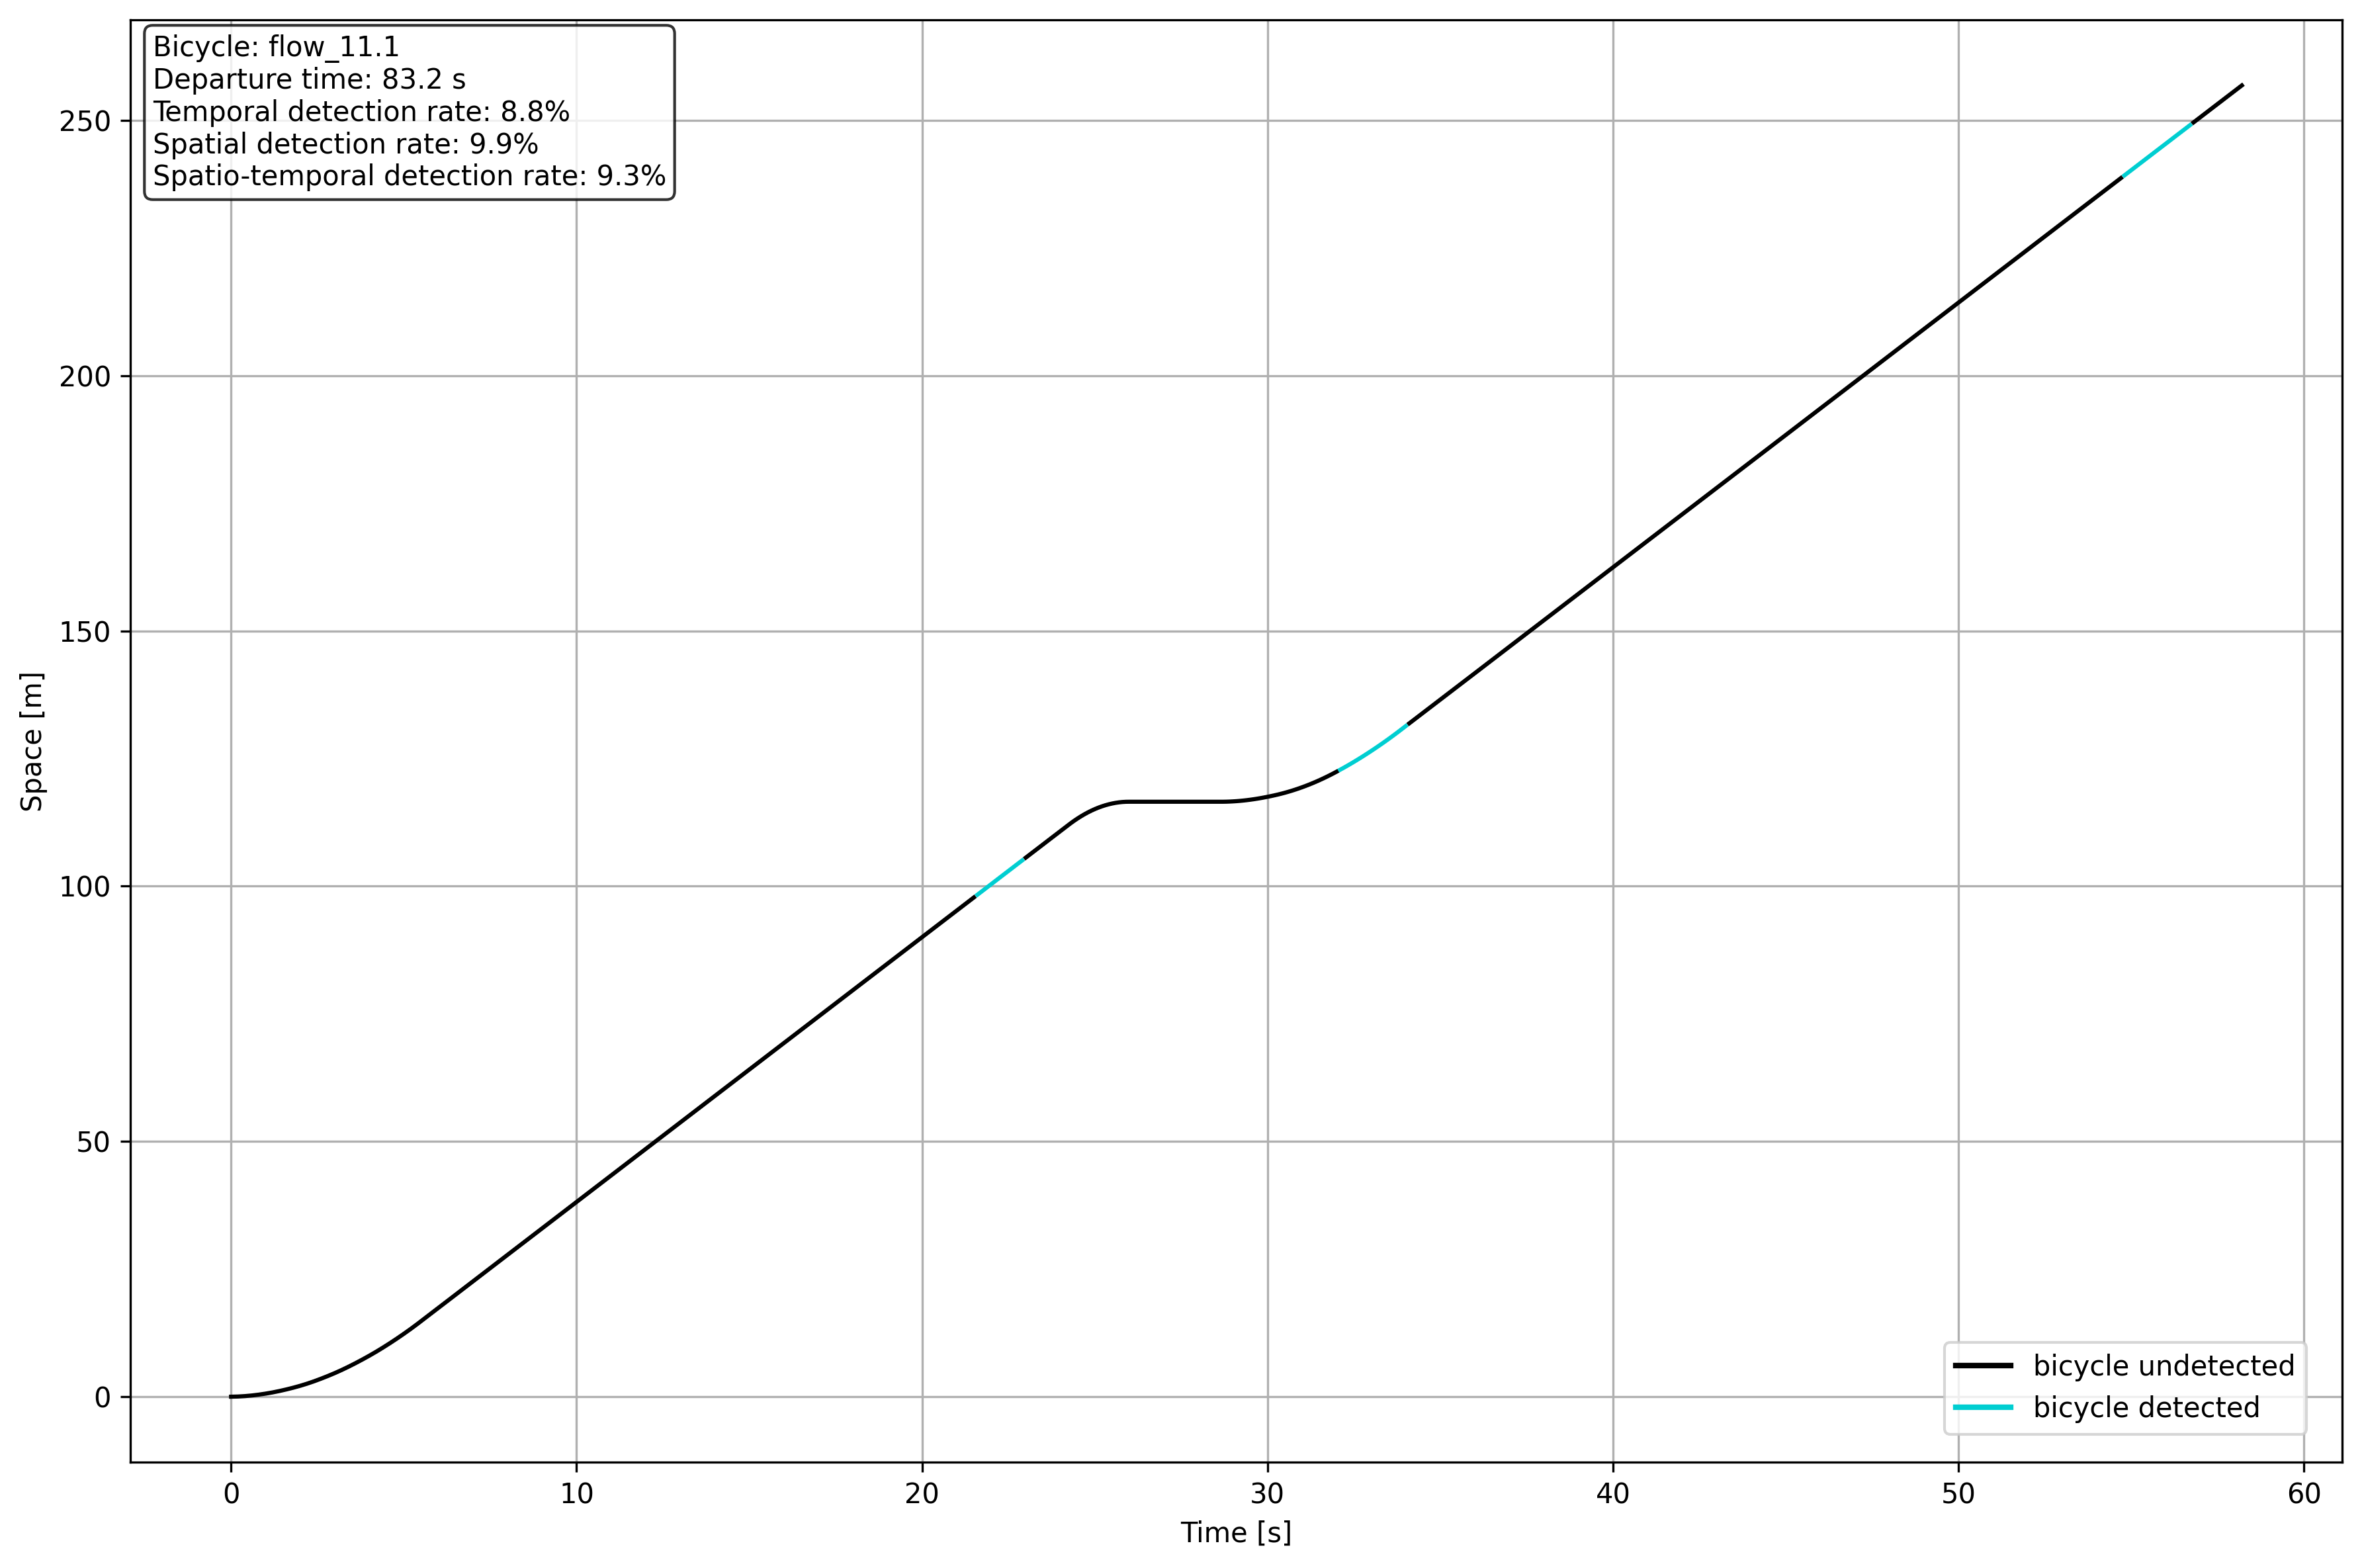 Bicycle: flow_11.1
Departure time: 83.2 s
Temporal detection rate: 8.8%
Spatial detection rate: 9.9%
Spatio-temporal detection rate: 9.3%
250
200
150
100
50
0
Space [m]
bicycle undetected
bicycle detected
0 10 20 30 40 50 60
Time [s]